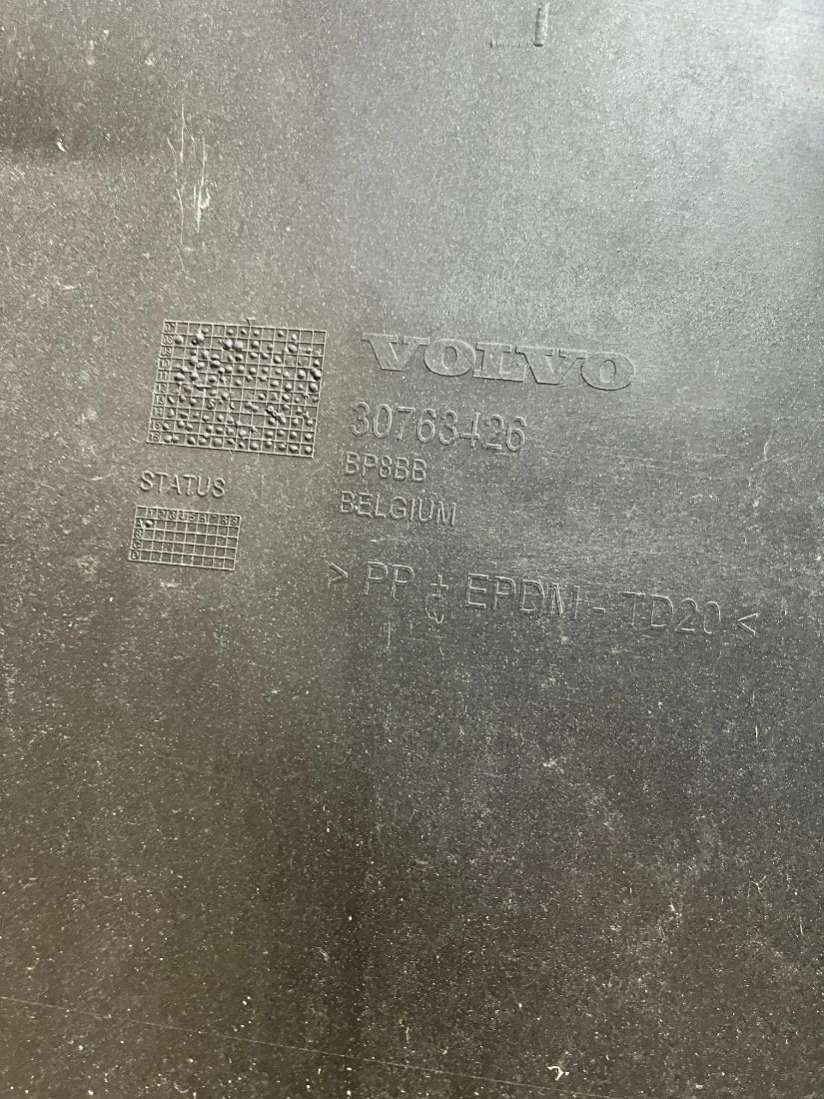 VOLVO
30763426
BP8BB
BELGIUM
STATUS
> PP + EPDM - TD20 <